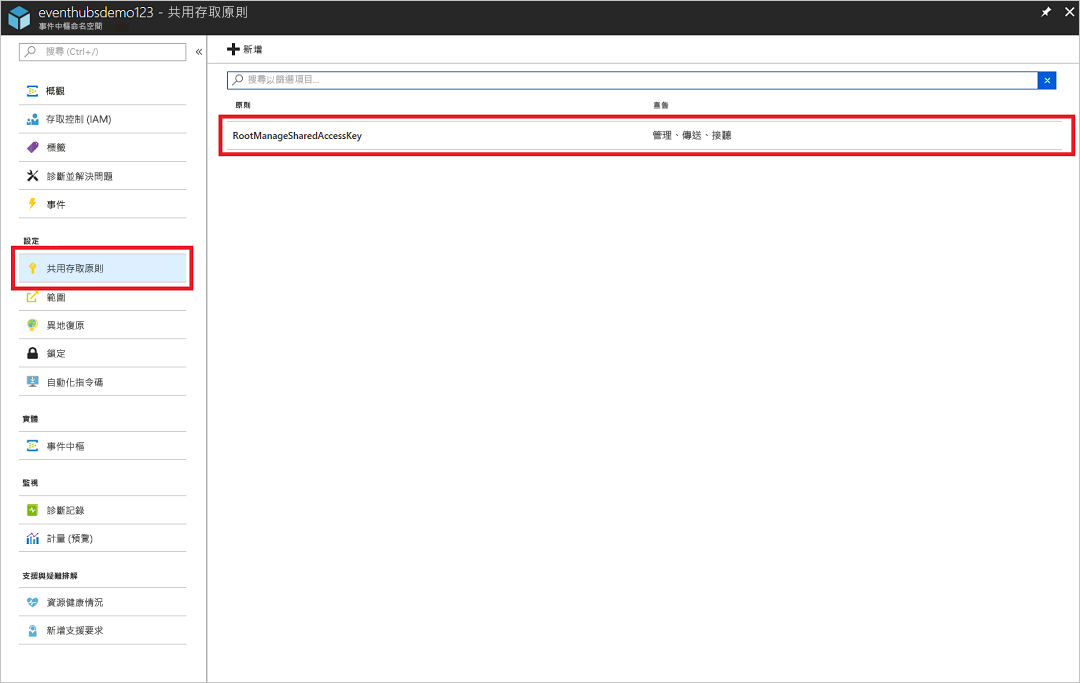 eventhubsdemo123 - 共用存取原則
事件中樞命名空間
搜尋 (Ctrl+/)
«
新增
搜尋以篩選項目...
概觀
存取控制 (IAM)
標籤
診斷並解決問題
事件
設定
共用存取原則
範圍
異地復原
鎖定
自動化指令碼
實體
事件中樞
監視
診斷記錄
計量 (預覽)
支援與疑難排解
資源健康情況
新增支援要求
原則 宣告
RootManageSharedAccessKey 管理、傳送、接聽